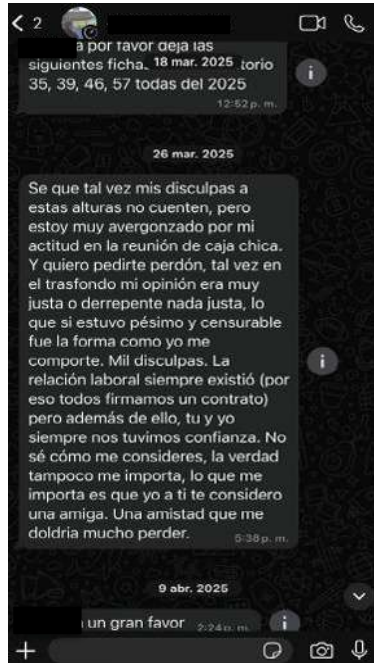 2
a por favor deja las
siguientes ficha. torio
18 mar. 2025
35, 39, 46, 57 todas del 2025
12:52 p. m.
26 mar. 2025
Se que tal vez mis disculpas a
estas alturas no cuenten, pero
estoy muy avergonzado por mi
actitud en la reunión de caja chica.
Y quiero pedirte perdón, tal vez en
el trasfondo mi opinión era muy
justa o derrepente nada justa, lo
que si estuvo pésimo y censurable
fue la forma como yo me
comporte. Mil disculpas. La
relación laboral siempre existió (por
eso todos firmamos un contrato)
pero además de ello, tu y yo
siempre nos tuvimos confianza. No
sé cómo me consideres, la verdad
tampoco me importa, lo que me
importa es que yo a ti te considero
una amiga. Una amistad que me
doldria mucho perder.
5:38 p. m.
9 abr. 2025
un gran favor 2:24 p. m.